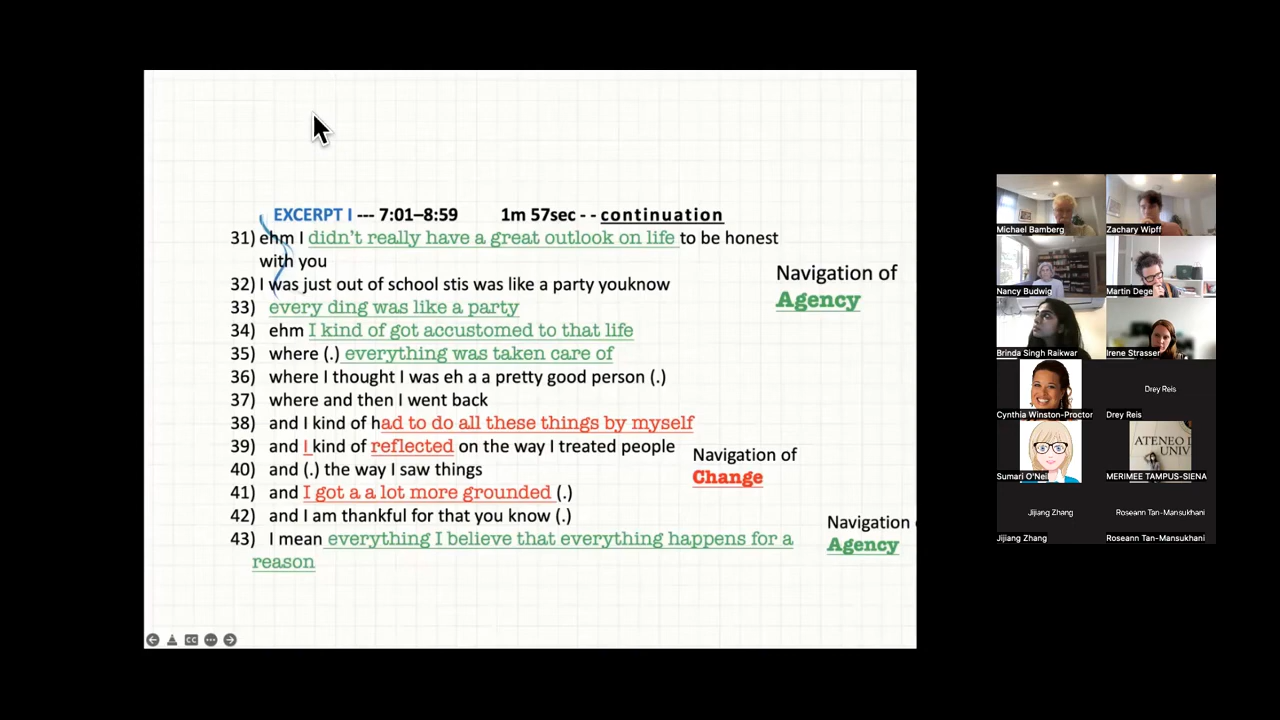 EXCERPT I --- 7:01–8:59 1m 57sec - - continuation
31) ehm I didn't really have a great outlook on life to be honest
with you
32) I was just out of school stis was like a party youknow
33) every ding was like a party
34) ehm I kind of got accustomed to that life
35) where (.) everything was taken care of
36) where I thought I was eh a a pretty good person (.)
37) where and then I went back
38) and I kind of had to do all these things by myself
39) and I kind of reflected on the way I treated people
40) and (.) the way I saw things
41) and I got a a lot more grounded (.)
42) and I am thankful for that you know (.)
43) I mean everything I believe that everything happens for a
reason
Navigation of
Agency
Navigation of
Change
Navigation
Agency
CC
Michael Bamberg
Zachary Wipff
Nancy Budwig
Martin Dege
Brinda Singh Raikwar
Irene Strasser
Cynthia Winston-Proctor
Drey Reis
Drey Reis
Sumari O'Neil
ATENEO D
UNIV
MERIMEE TAMPUS-SIENA
Jijiang Zhang
Roseann Tan-Mansukhani
Jijiang Zhang
Roseann Tan-Mansukhani